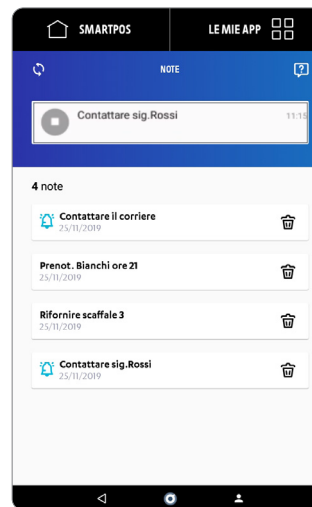 SMARTPOS
LE MIE APP
NOTE
Contattare sig.Rossi
11:15
4 note
Contattare il corriere
25/11/2019
Prenot. Bianchi ore 21
25/11/2019
Rifornire scaffale 3
25/11/2019
Contattare sig.Rossi
25/11/2019